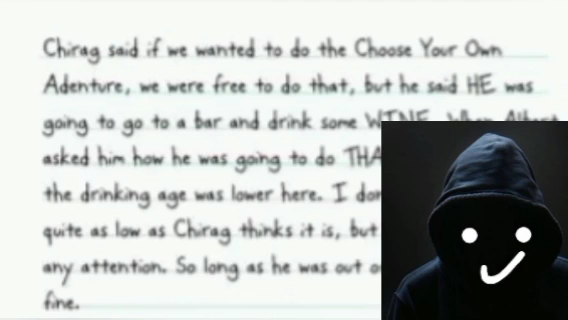 Chirag said if we wanted to do the Choose Your Own
Adenture, we were free to do that, but he said HE was
going to go to a bar and drink some WINE. When
asked him how he was going to do
the drinking age was lower here. I
quite as low as Chirag thinks it is, but
any attention. So long as he was out
fine.